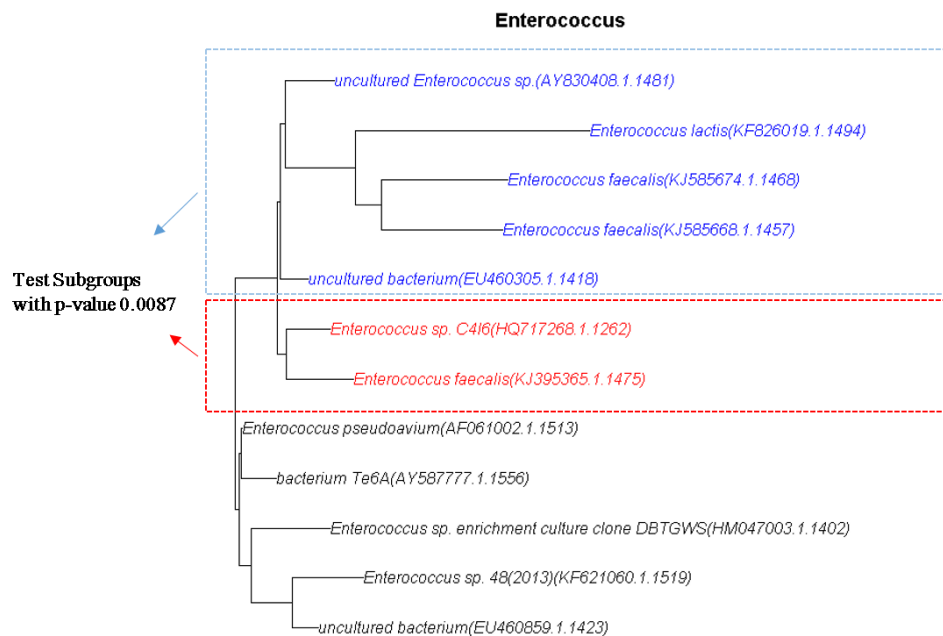 Enterococcus
uncultured Enterococcus sp.(AY830408.1.1481)
Enterococcus lactis(KF826019.1.1494)
Enterococcus faecalis(KJ585674.1.1468)
Enterococcus faecalis(KJ585668.1.1457)
uncultured bacterium(EU460305.1.1418)
Test Subgroups
with p-value 0.0087
Enterococcus sp. C4I6(HQ717268.1.1262)
Enterococcus faecalis(KJ395365.1.1475)
Enterococcus pseudoavium(AF061002.1.1513)
bacterium Te6A(AY587777.1.1556)
Enterococcus sp. enrichment culture clone DBTGWS(HM047003.1.1402)
Enterococcus sp. 48(2013)(KF621060.1.1519)
uncultured bacterium(EU460859.1.1423)